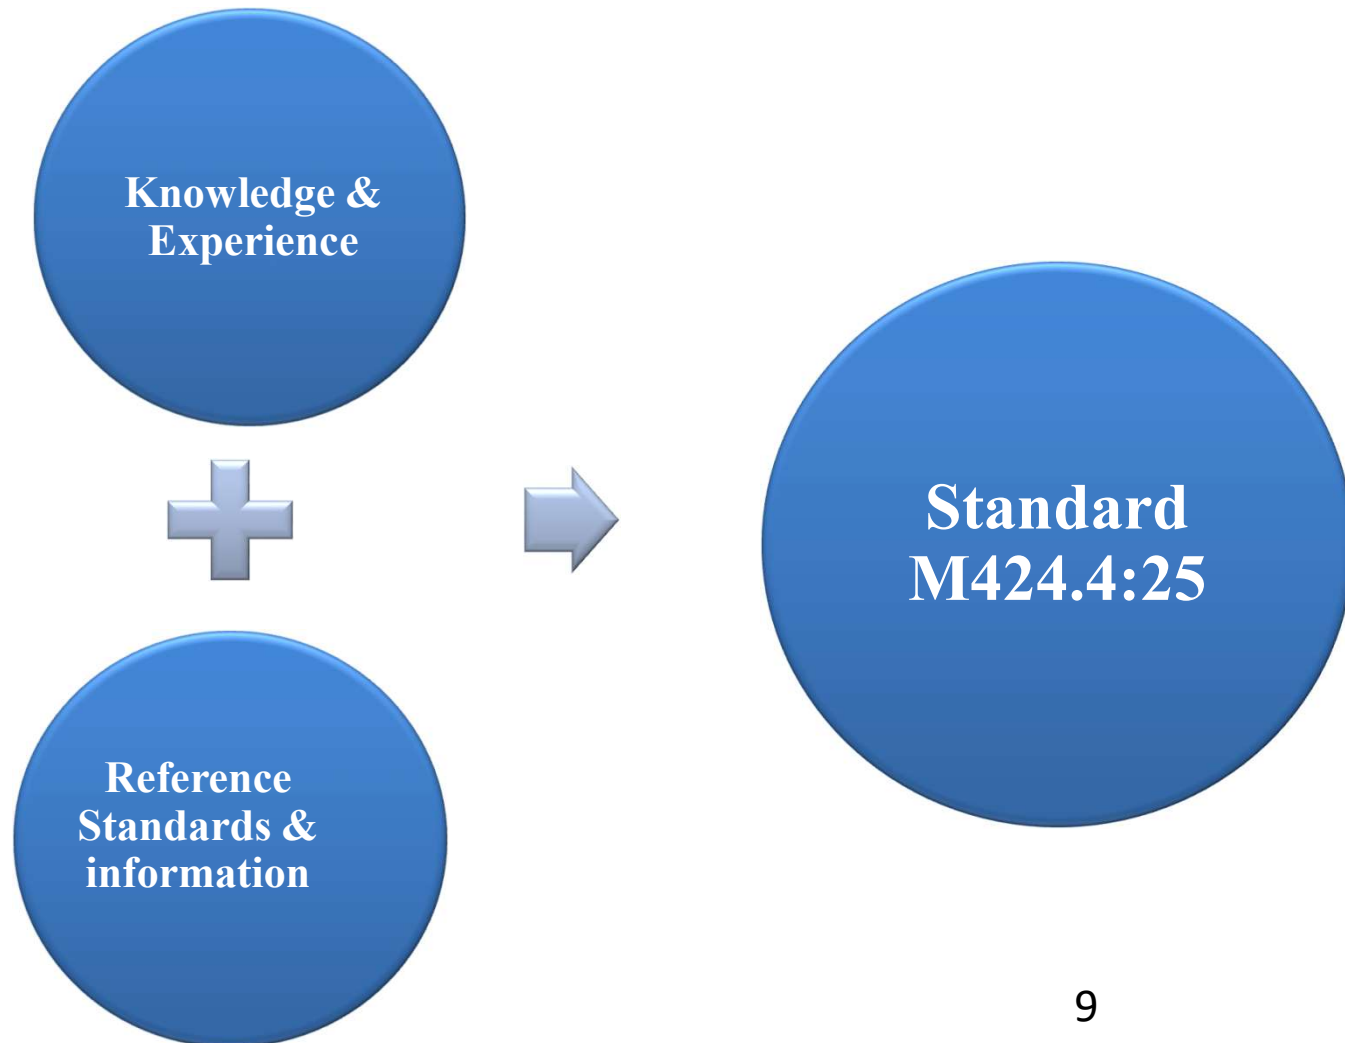 Knowledge &
Experience
Reference
Standards &
information
Standard
M424.4:25
9